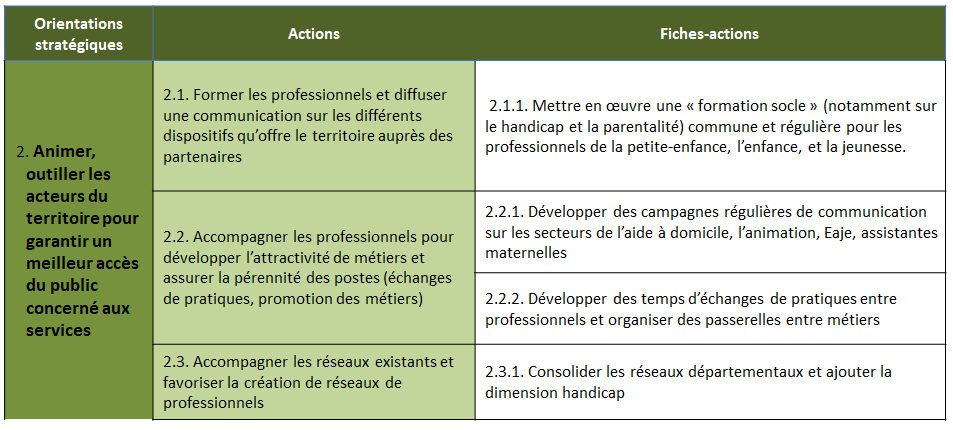 Orientations
stratégiques
Actions
Fiches-actions
2. Animer,
outiller les
acteurs du
territoire pour
garantir un
meilleur accès
du public
concerné aux
services
2.1. Former les professionnels et diffuser
une communication sur les différents
dispositifs qu’offre le territoire auprès des
partenaires
2.1.1. Mettre en œuvre une « formation socle » (notamment sur
le handicap et la parentalité) commune et régulière pour les
professionnels de la petite-enfance, l’enfance, et la jeunesse.
2.2. Accompagner les professionnels pour
développer l’attractivité de métiers et
assurer la pérennité des postes (échanges
de pratiques, promotion des métiers)
2.2.1. Développer des campagnes régulières de communication
sur les secteurs de l’aide à domicile, l’animation, Eaje, assistantes
maternelles
2.2.2. Développer des temps d’échanges de pratiques entre
professionnels et organiser des passerelles entre métiers
2.3. Accompagner les réseaux existants et
favoriser la création de réseaux de
professionnels
2.3.1. Consolider les réseaux départementaux et ajouter la
dimension handicap